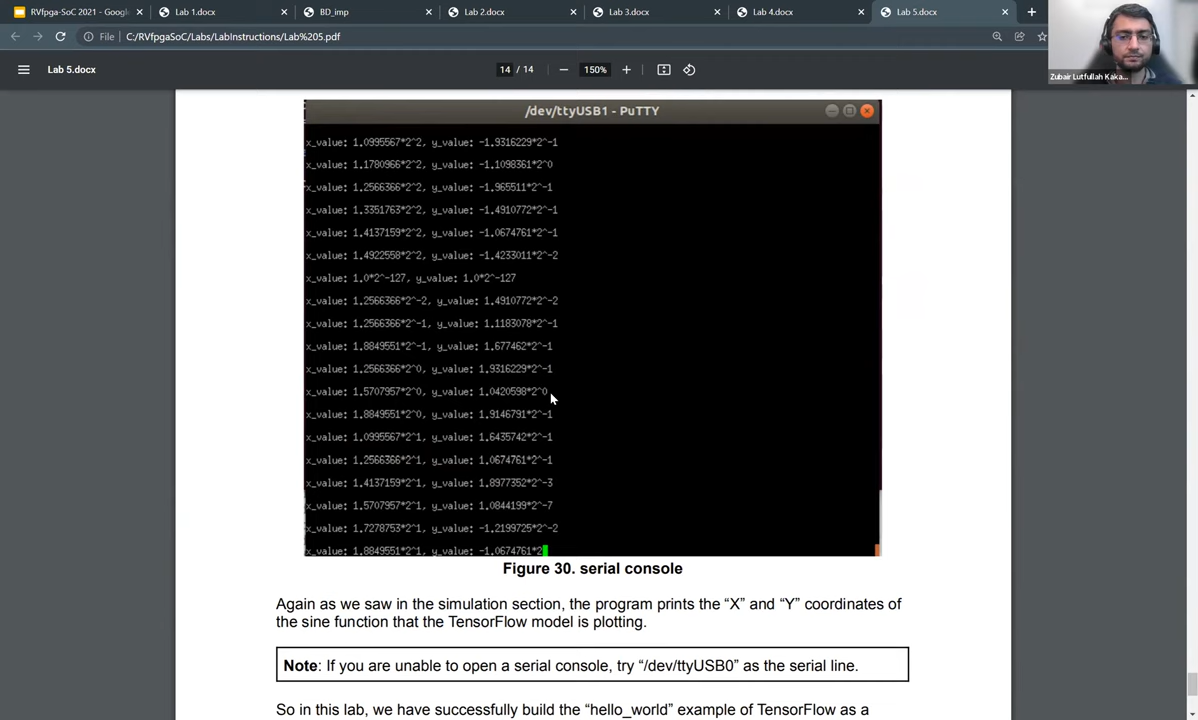 RVfpga-SoC 2021 - Googl
Lab 1.docx
BD_imp
Lab 2.docx
Lab 3.docx
Lab 4.docx
Lab 5.docx
File
C:/RVfpgaSoC/Labs/LabInstructions/Lab%205.pdf
Zubair Lutfullah Kaka...
Lab 5.docx
14 / 14
150%
/dev/ttyUSB1 - PuTTY
x_value: 1.0995567*2^2, y_value: -1.9316229*2^-1
x_value: 1.1780966*2^2, y_value: -1.1098361*2^0
x_value: 1.2566366*2^2, y_value: -1.965511*2^-1
x_value: 1.3351763*2^2, y_value: -1.4910772*2^-1
x_value: 1.4137159*2^2, y_value: -1.0674761*2^-1
x_value: 1.4922558*2^2, y_value: -1.4233011*2^-2
x_value: 1.0*2^-127, y_value: 1.0*2^-127
x_value: 1.2566366*2^-2, y_value: 1.4910772*2^-2
x_value: 1.2566366*2^-1, y_value: 1.1183078*2^-1
x_value: 1.8849551*2^-1, y_value: 1.677462*2^-1
x_value: 1.2566366*2^0, y_value: 1.9316229*2^-1
x_value: 1.5707957*2^0, y_value: 1.0420598*2^0
x_value: 1.8849551*2^0, y_value: 1.9146791*2^-1
x_value: 1.0995567*2^1, y_value: 1.6435742*2^-1
x_value: 1.2566366*2^1, y_value: 1.0674761*2^-1
x_value: 1.4137159*2^1, y_value: 1.8977352*2^-3
x_value: 1.5707957*2^1, y_value: 1.0844199*2^-7
x_value: 1.7278753*2^1, y_value: -1.2199725*2^-2
x_value: 1.8849551*2^1, y_value: -1.0674761*2
Figure 30. serial console
Again as we saw in the simulation section, the program prints the “X” and “Y” coordinates of
the sine function that the TensorFlow model is plotting.
Note: If you are unable to open a serial console, try “/dev/ttyUSB0” as the serial line.
So in this lab, we have successfully build the “hello_world” example of TensorFlow as a